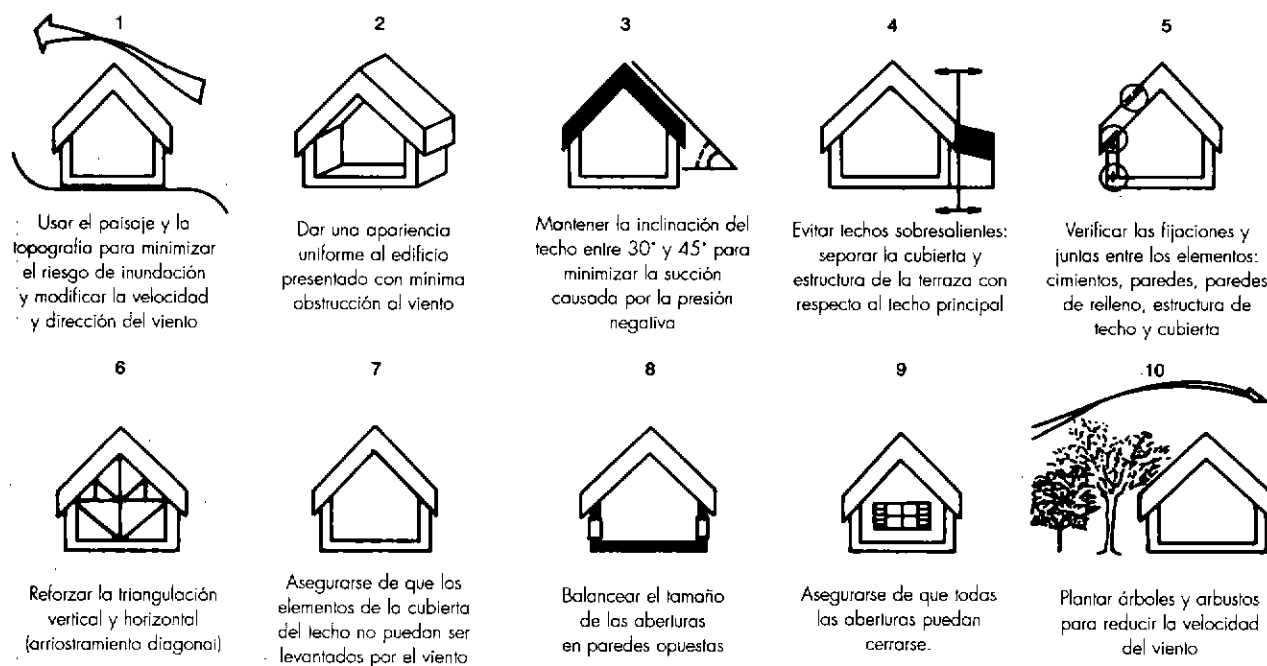 1
Usar el paisaje y la
topografía para minimizar
el riesgo de inundación
y modificar la velocidad
y dirección del viento
2
Dar una apariencia
uniforme al edificio
presentado con mínima
obstrucción al viento
3
Mantener la inclinación del
techo entre 30° y 45° para
minimizar la succión
causada por la presión
negativa
4
Evitar techos sobresalientes:
separar la cubierta y
estructura de la terraza con
respecto al techo principal
5
Verificar las fijaciones y
juntas entre los elementos:
cimientos, paredes, paredes
de relleno, estructura de
techo y cubierta
6
Reforzar la triangulación
vertical y horizontal
(arriostramiento diagonal)
7
Asegurarse de que los
elementos de la cubierta
del techo no puedan ser
levantados por el viento
8
Balancear el tamaño
de las aberturas
en paredes opuestas
9
Asegurarse de que todas
las aberturas puedan
cerrarse.
10
Plantar árboles y arbustos
para reducir la velocidad
del viento